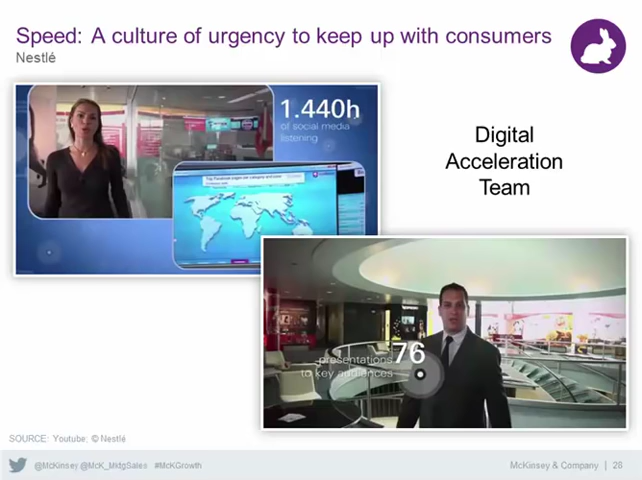 Speed: A culture of urgency to keep up with consumers
Nestlé
1.440h
of social media
listening
Digital
Acceleration
Team
76
presentations
to key audiences
SOURCE: Youtube; © Nestlé
@McKinsey @McK_MktgSales #McKGrowth
McKinsey & Company | 28